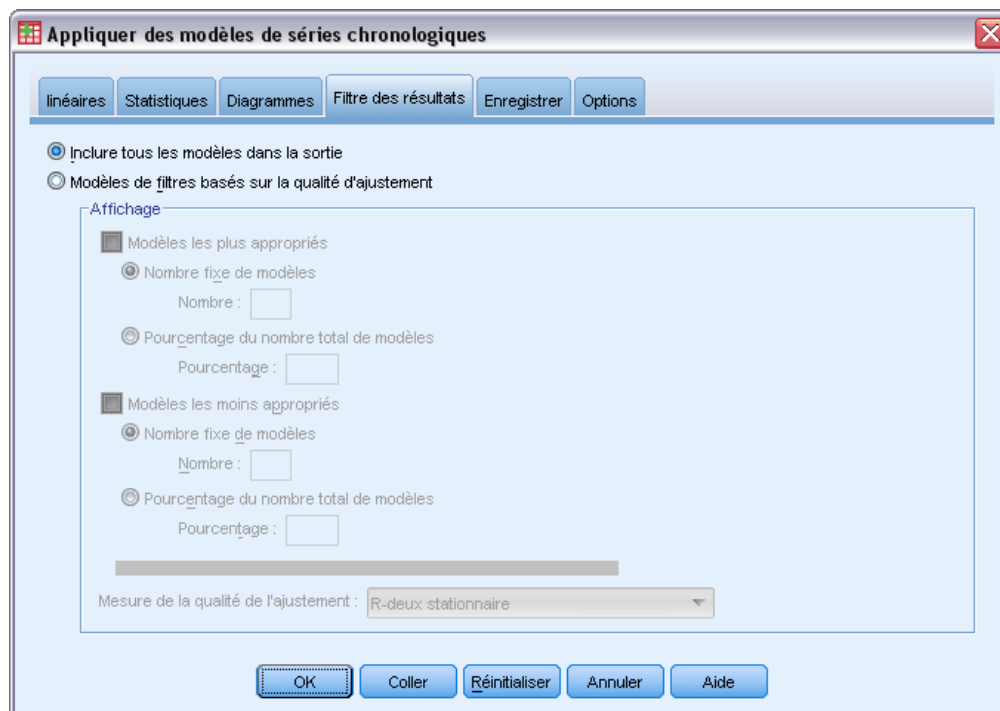 Appliquer des modèles de séries chronologiques
linéaires Statistiques Diagrammes Filtre des résultats Enregistrer Options
Inclure tous les modèles dans la sortie
Modèles de filtres basés sur la qualité d'ajustement
Affichage
Modèles les plus appropriés
Nombre fixe de modèles
Nombre :
Pourcentage du nombre total de modèles
Pourcentage :
Modèles les moins appropriés
Nombre fixe de modèles
Nombre :
Pourcentage du nombre total de modèles
Pourcentage :
Mesure de la qualité de l'ajustement : R-deux stationnaire
OK Coller Réinitialiser Annuler Aide